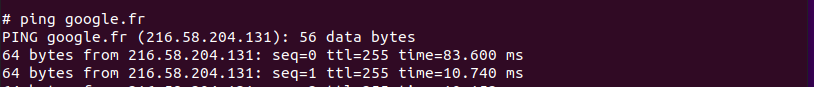 # ping google.fr
PING google.fr (216.58.204.131): 56 data bytes
64 bytes from 216.58.204.131: seq=0 ttl=255 time=83.600 ms
64 bytes from 216.58.204.131: seq=1 ttl=255 time=10.740 ms